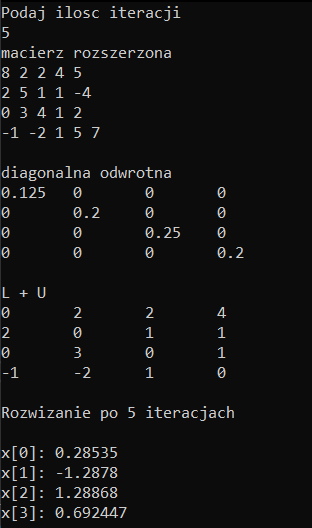 Podaj ilosc iteracji
5
macierz rozszerzona
8 2 2 4 5
2 5 1 1 -4
0 3 4 1 2
-1 -2 1 5 7
diagonalna odwrotna
0.125 0 0 0
0 0.2 0 0
0 0 0.25 0
0 0 0 0.2
L + U
0 2 2 4
2 0 1 1
0 3 0 1
-1 -2 1 0
Rozwizanie po 5 iteracjach
x[0]: 0.28535
x[1]: -1.2878
x[2]: 1.28868
x[3]: 0.692447